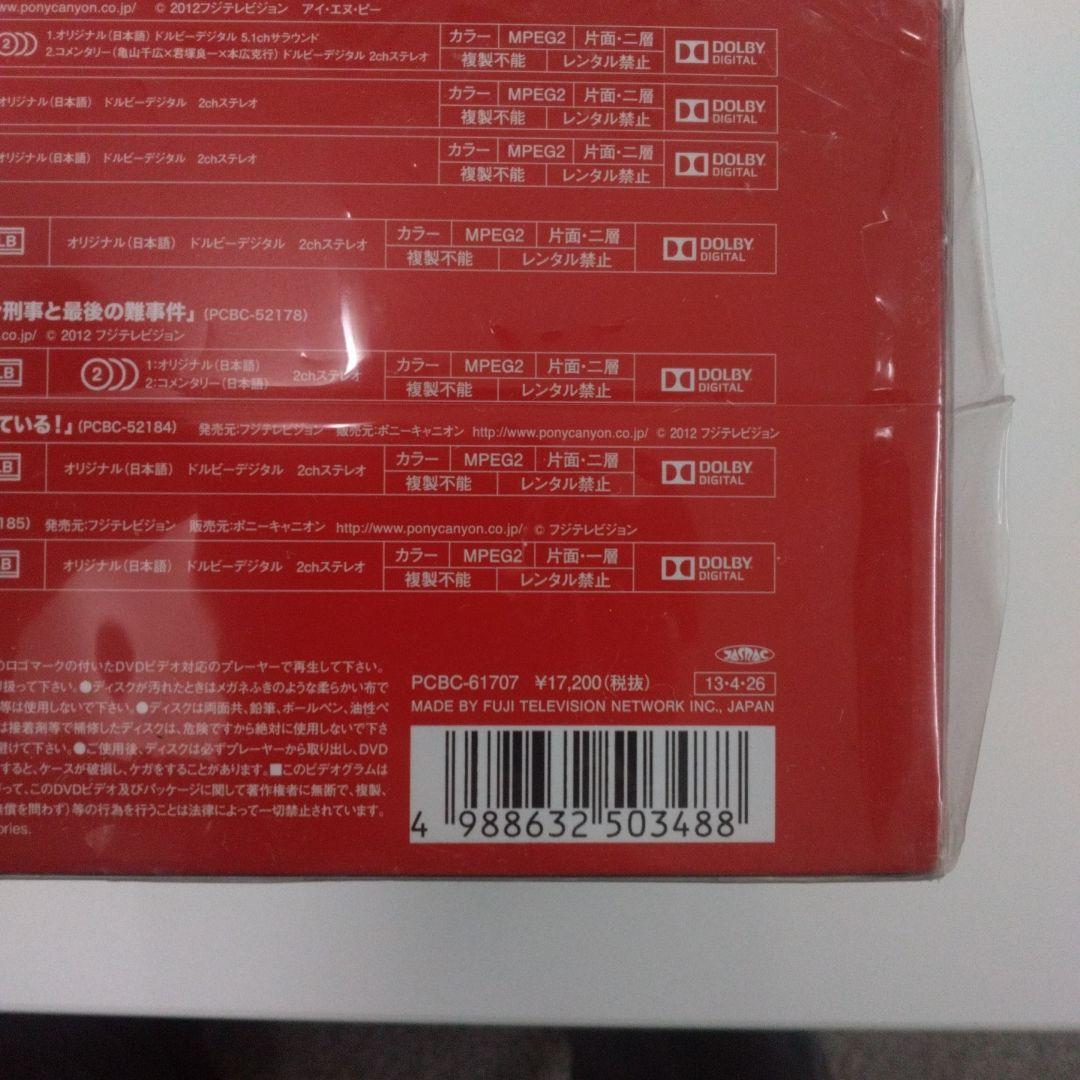 ww.ponycanyon.co.jp/ © 2012フジテレビジョン アイ・エヌ・ピー
2 1.オリジナル(日本語) ドルビーデジタル 5.1chサラウンド
2.コメンタリー(亀山千広×君塚良一×本広克行) ドルビーデジタル 2chステレオ
カラー MPEG2 片面・二層
複製不能 レンタル禁止
DOLBY DIGITAL
オリジナル(日本語) ドルビーデジタル 2chステレオ
カラー MPEG2 片面・二層
複製不能 レンタル禁止
DOLBY DIGITAL
オリジナル(日本語) ドルビーデジタル 2chステレオ
カラー MPEG2 片面・二層
複製不能 レンタル禁止
DOLBY DIGITAL
LB オリジナル(日本語) ドルビーデジタル 2chステレオ
カラー MPEG2 片面・二層
複製不能 レンタル禁止
DOLBY DIGITAL
刑事と最後の難事件』(PCBC-52178)
co.jp/ © 2012 フジテレビジョン
LB 2 1:オリジナル(日本語)
2:コメンタリー(日本語) 2chステレオ
カラー MPEG2 片面・二層
複製不能 レンタル禁止
DOLBY DIGITAL
ている!』(PCBC-52184) 発売元:フジテレビジョン 販売元:ポニーキャニオン http://www.ponycanyon.co.jp/ © 2012 フジテレビジョン
LB オリジナル(日本語) ドルビーデジタル 2chステレオ
カラー MPEG2 片面・二層
複製不能 レンタル禁止
DOLBY DIGITAL
185) 発売元:フジテレビジョン 販売元:ポニーキャニオン http://www.ponycanyon.co.jp/ © フジテレビジョン
B オリジナル(日本語) ドルビーデジタル 2chステレオ
カラー MPEG2 片面・一層
複製不能 レンタル禁止
DOLBY DIGITAL
のロゴマークの付いたDVDビデオ対応のプレーヤーで再生して下さい。
扱って下さい。●ディスクが汚れたときはメガネふきのような柔らかい布で
等は使用しないで下さい。●ディスクは両面共、鉛筆、ボールペン、油性ペ
は接着剤等で補修したディスクは、危険ですから絶対に使用しないで下さい
避けて下さい。●ご使用後、ディスクは必ずプレーヤーから取り出し、DVD
すると、ケースが破損し、ケガをすることがあります。■このビデオグラムは
って、このDVDビデオ及びパッケージに関して著作権者に無断で、複製、
償を問わず)等の行為を行うことは法律によって一切禁止されています。
ories.
JASRAC
PCBC-61707 ¥17,200(税抜) 13・4・26
MADE BY FUJI TELEVISION NETWORK INC., JAPAN
4 988632 503488